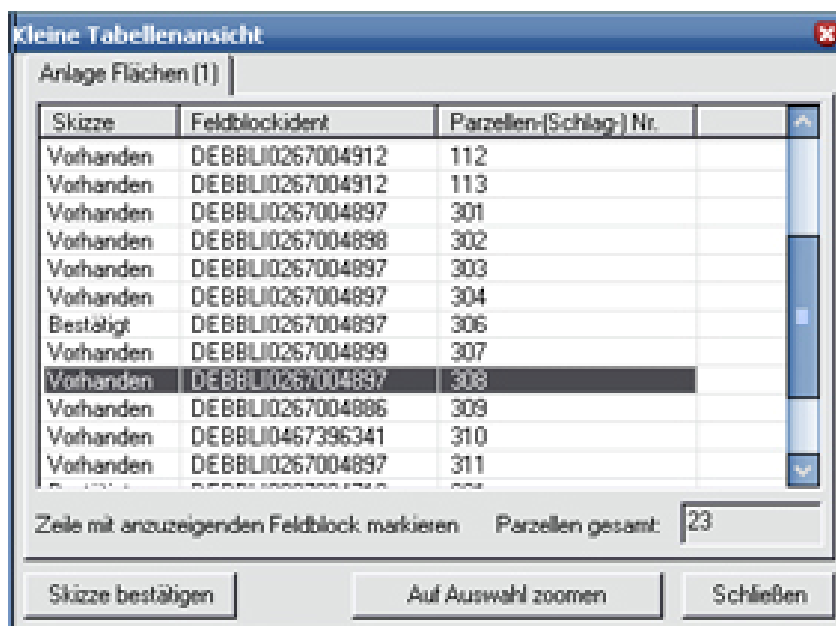 Kleine Tabellenansicht
Anlage Flächen (1)
Skizze Feldblockident Parzellen-(Schlag-) Nr.
Vorhanden DEBBLI0267004912 112
Vorhanden DEBBLI0267004912 113
Vorhanden DEBBLI0267004897 301
Vorhanden DEBBLI0267004898 302
Vorhanden DEBBLI0267004897 303
Vorhanden DEBBLI0267004897 304
Bestätigt DEBBLI0267004897 306
Vorhanden DEBBLI0267004899 307
Vorhanden DEBBLI0267004897 308
Vorhanden DEBBLI0267004886 309
Vorhanden DEBBLI0467396341 310
Vorhanden DEBBLI0267004897 311
Zeile mit anzuzeigenden Feldblock markieren Parzellen gesamt: 23
Skizze bestätigen Auf Auswahl zoomen Schließen